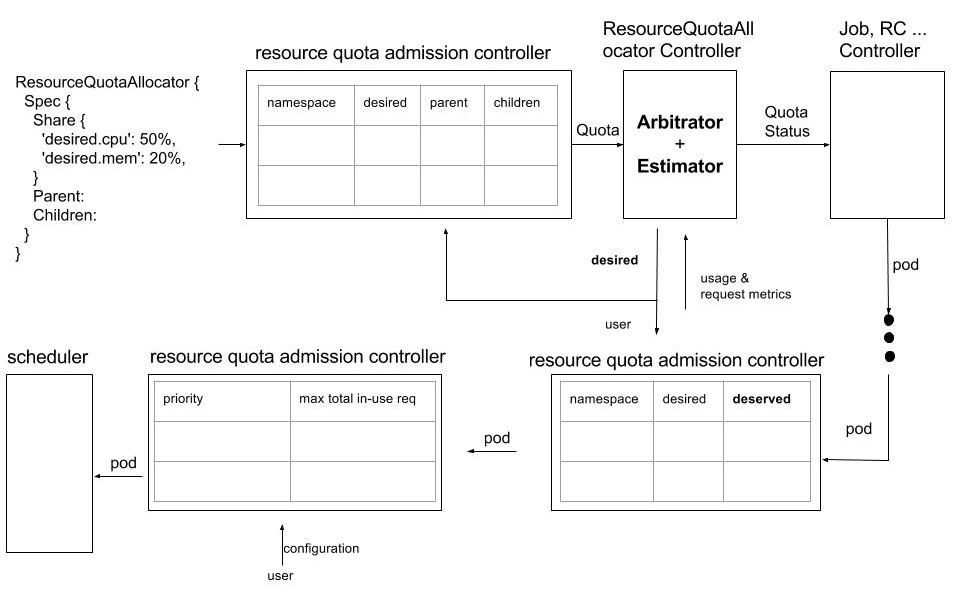 resource quota admission controller
ResourceQuotaAll
ocator Controller
Job, RC ...
Controller
ResourceQuotaAllocator {
Spec {
Share {
'desired.cpu': 50%,
'desired.mem': 20%,
}
Parent:
Children:
}
}
namespace
desired
parent
children
Quota
Arbitrator
+
Estimator
Quota
Status
desired
usage &
request metrics
user
pod
scheduler
resource quota admission controller
resource quota admission controller
priority
max total in-use req
namespace
desired
deserved
pod
pod
pod
configuration
user